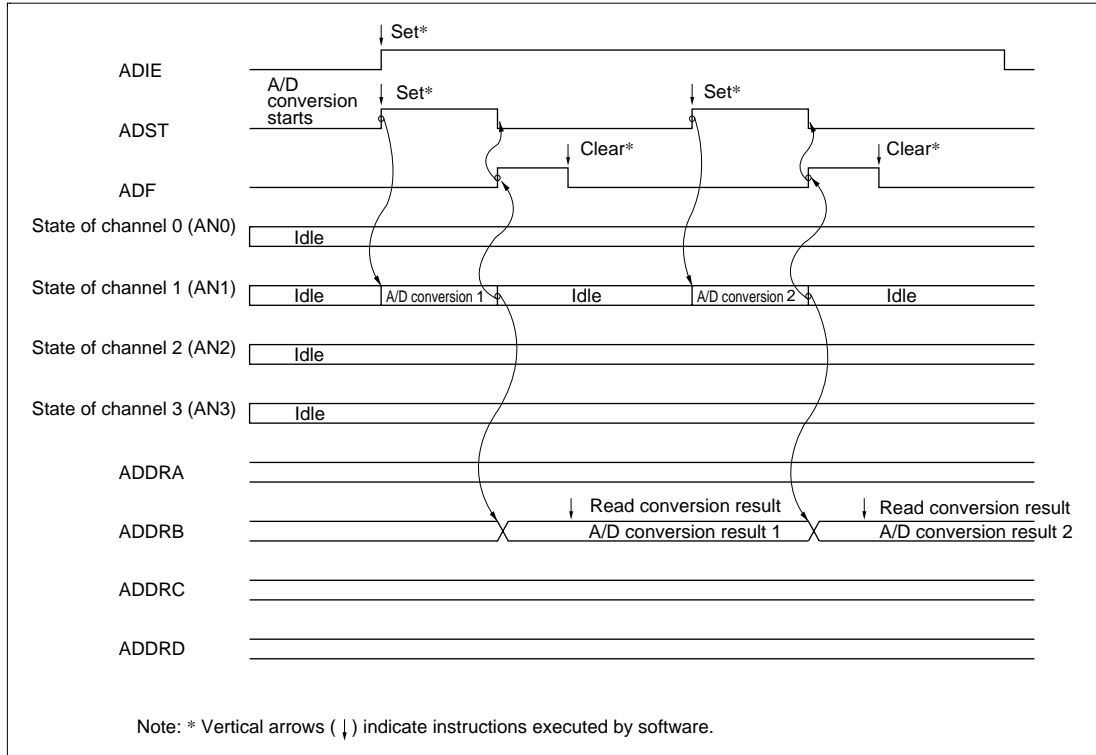 Set*
ADIE
A/D
conversion
starts
Set*
Set*
ADST
Clear*
Clear*
ADF
State of channel 0 (AN0)
Idle
State of channel 1 (AN1)
Idle
A/D conversion 1
Idle
A/D conversion 2
Idle
State of channel 2 (AN2)
Idle
State of channel 3 (AN3)
Idle
ADDRA
Read conversion result
Read conversion result
ADDRB
A/D conversion result 1
A/D conversion result 2
ADDRC
ADDRD
Note: * Vertical arrows (↓) indicate instructions executed by software.